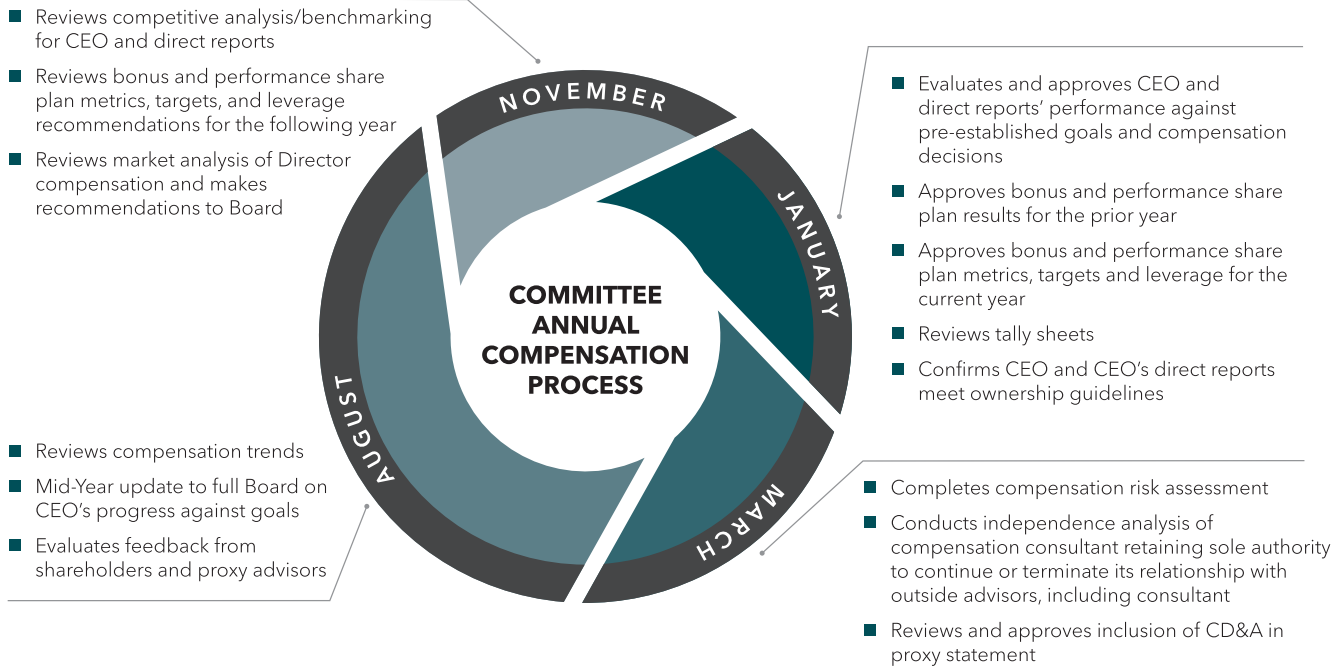 Reviews competitive analysis/benchmarking
for CEO and direct reports
Reviews bonus and performance share
plan metrics, targets, and leverage
recommendations for the following year
Reviews market analysis of Director
compensation and makes
recommendations to Board
NOVEMBER
JANUARY
Evaluates and approves CEO and
direct reports’ performance against
pre-established goals and compensation
decisions
Approves bonus and performance share
plan results for the prior year
Approves bonus and performance share
plan metrics, targets and leverage for the
current year
Reviews tally sheets
Confirms CEO and CEO’s direct reports
meet ownership guidelines
COMMITTEE
ANNUAL
COMPENSATION
PROCESS
AUGUST
Reviews compensation trends
Mid-Year update to full Board on
CEO’s progress against goals
Evaluates feedback from
shareholders and proxy advisors
MARCH
Completes compensation risk assessment
Conducts independence analysis of
compensation consultant retaining sole authority
to continue or terminate its relationship with
outside advisors, including consultant
Reviews and approves inclusion of CD&A in
proxy statement